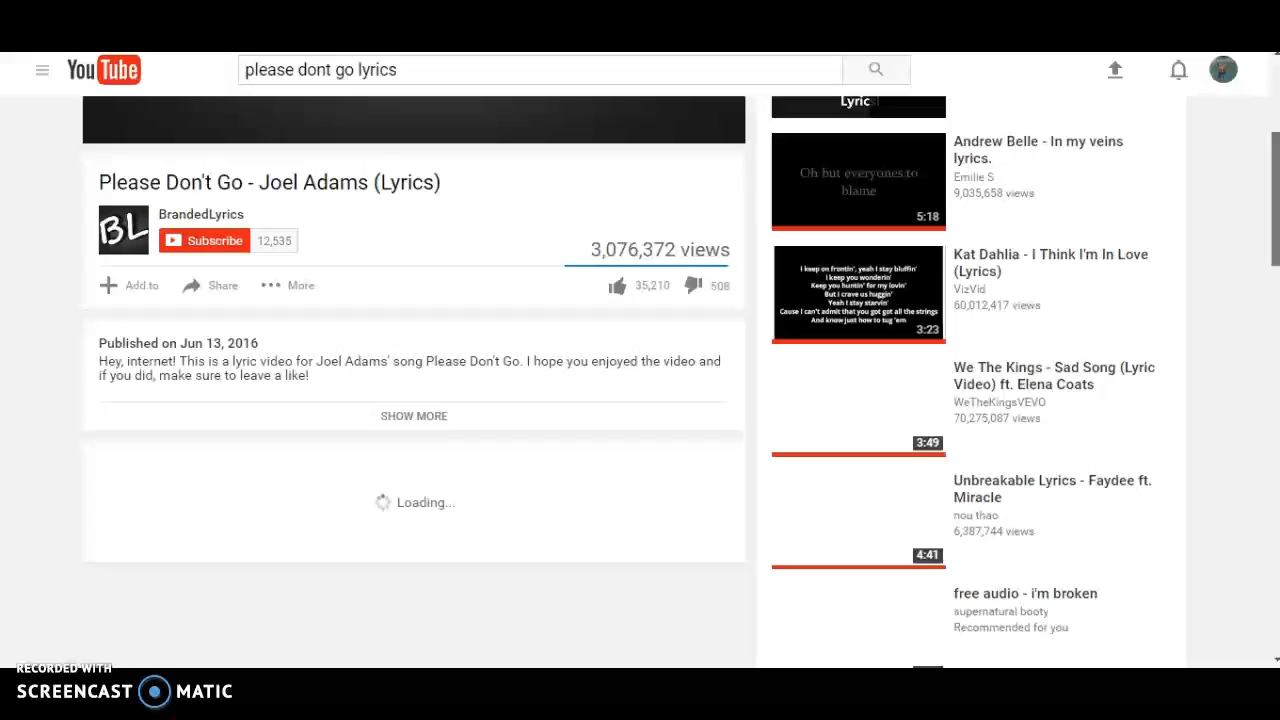 YouTube
please dont go lyrics
Please Don't Go - Joel Adams (Lyrics)
BL
BrandedLyrics
Subscribe 12,535
3,076,372 views
Add to Share More
35,210 508
Published on Jun 13, 2016
Hey, internet! This is a lyric video for Joel Adams' song Please Don't Go. I hope you enjoyed the video and
if you did, make sure to leave a like!
SHOW MORE
Loading...
Lyric
Oh but everyones to
blame
5:18
Andrew Belle - In my veins
lyrics.
Emilie S
9,035,658 views
I keep on frontin', yeah I stay bluffin'
I keep you wonderin'
Keep you huntin' for my lovin'
But I crave us huggin'
Yeah I stay starvin'
Cause I can't admit that you got got all the strings
And know just how to tug 'em
3:23
Kat Dahlia - I Think I'm In Love
(Lyrics)
VizVid
60,012,417 views
3:49
We The Kings - Sad Song (Lyric
Video) ft. Elena Coats
WeTheKingsVEVO
70,275,087 views
4:41
Unbreakable Lyrics - Faydee ft.
Miracle
nou thao
6,387,744 views
free audio - i'm broken
supernatural booty
Recommended for you
RECORDED WITH
SCREENCAST MATIC